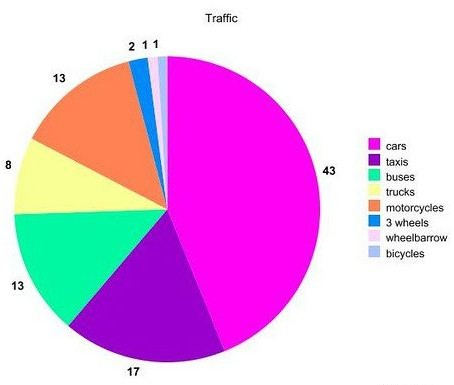 Traffic
2 1 1
13
43
8
13
17
cars
taxis
buses
trucks
motorcycles
3 wheels
wheelbarrow
bicycles